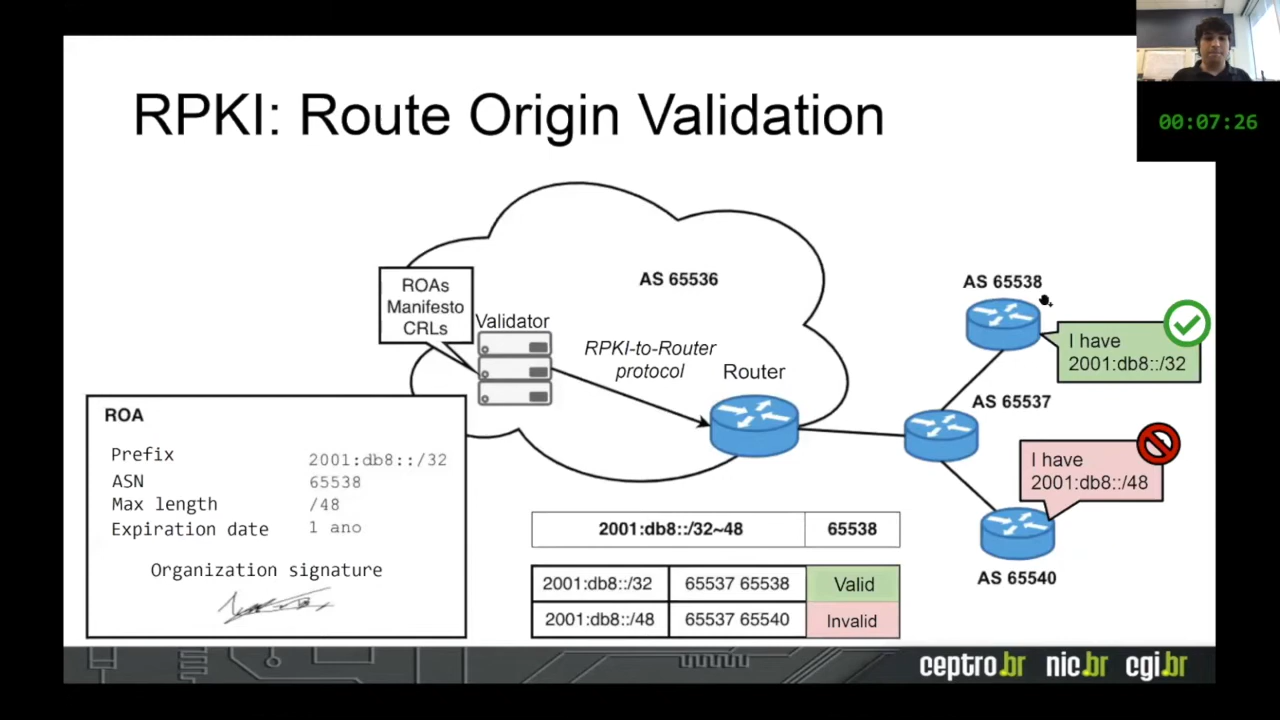 RPKI: Route Origin Validation
00:07:26
AS 65536
ROAs
Manifesto
CRLs
Validator
RPKI-to-Router
protocol
Router
AS 65538
I have
2001:db8::/32
AS 65537
I have
2001:db8::/48
AS 65540
ROA
Prefix 2001:db8::/32
ASN 65538
Max length /48
Expiration date 1 ano
Organization signature
2001:db8::/32~48 65538
2001:db8::/32 65537 65538 Valid
2001:db8::/48 65537 65540 Invalid
ceptro.br nic.br cgi.br